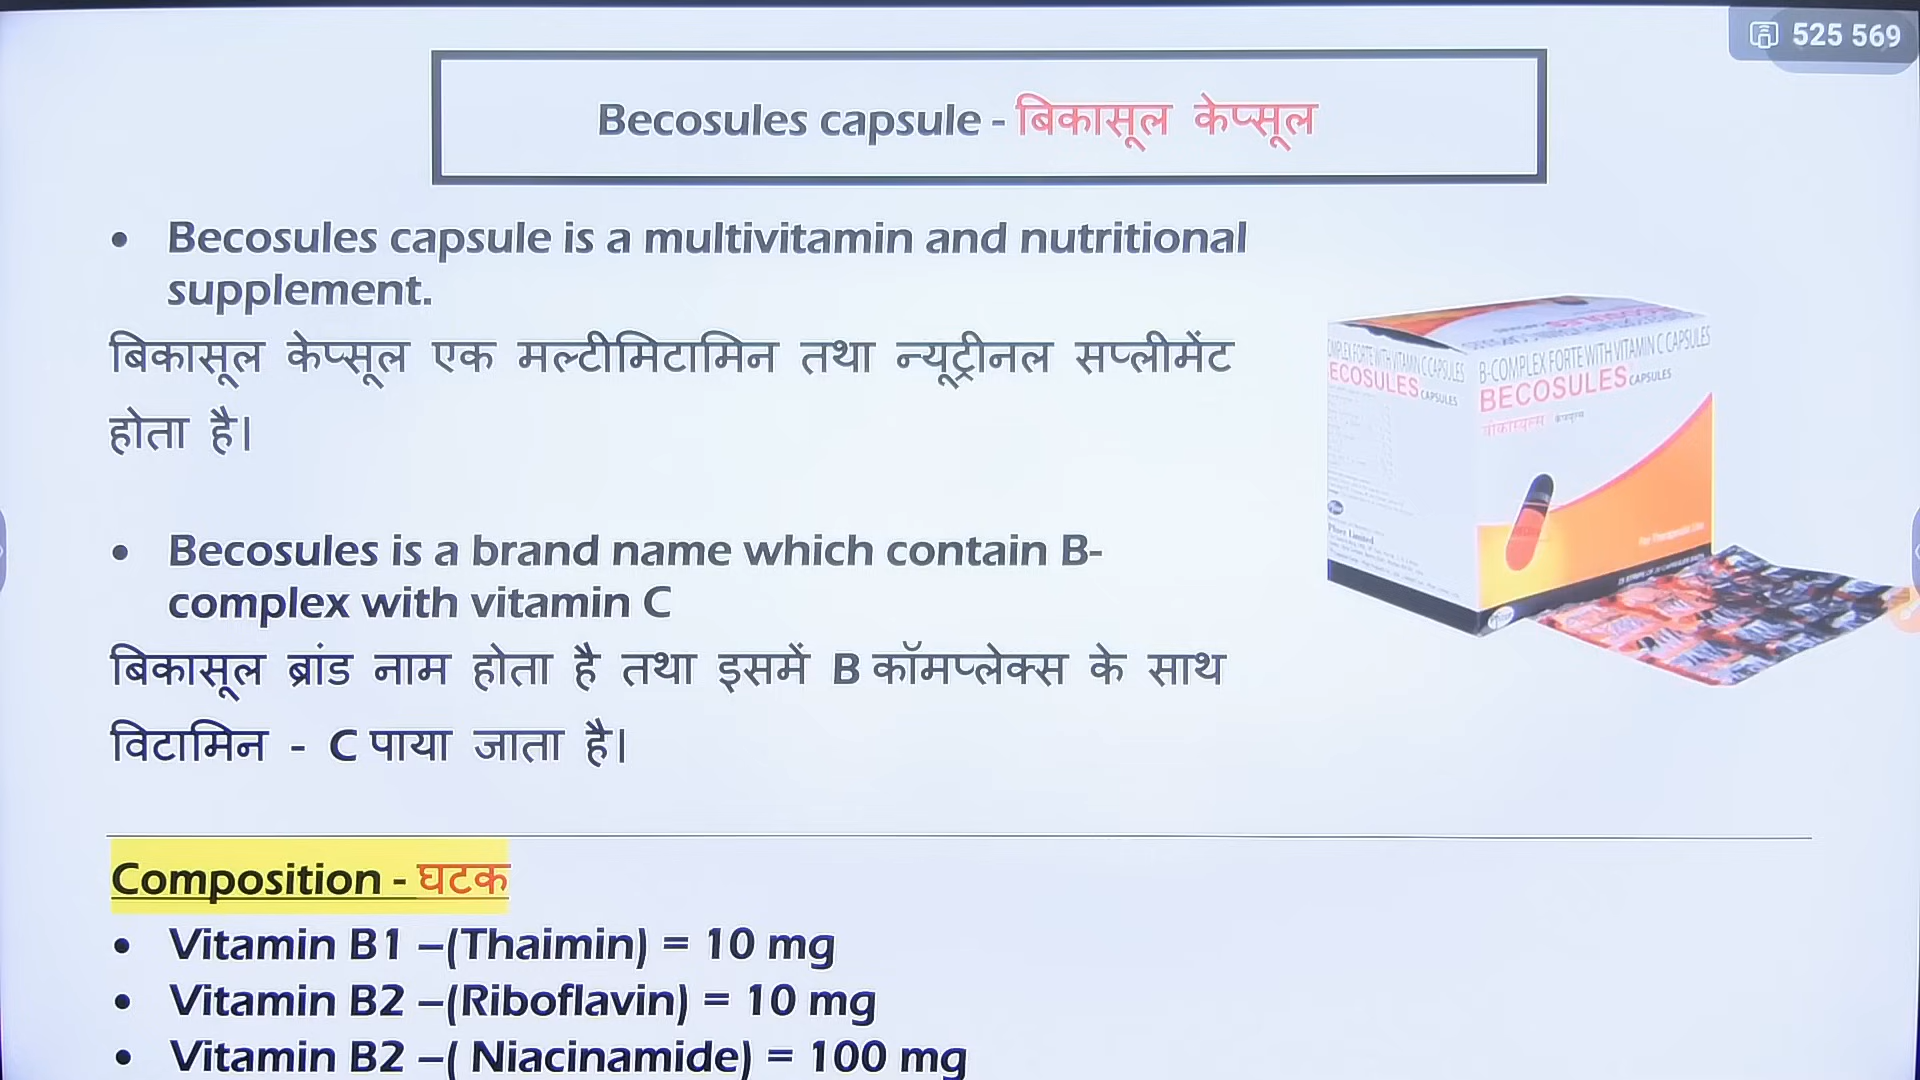 525 569
Becosules capsule - बिकासूल केप्सूल
• Becosules capsule is a multivitamin and nutritional
supplement.
बिकासूल केप्सूल एक मल्टीमिटामिन तथा न्यूट्रीनल सप्लीमेंट
होता है।
B-COMPLEX FORTE WITH VITAMIN C CAPSULES
BECOSULES CAPSULES
ECOSULES CAPSULES
• Becosules is a brand name which contain B-
complex with vitamin C
बिकासूल ब्रांड नाम होता है तथा इसमें B कॉमप्लेक्स के साथ
विटामिन - C पाया जाता है।
Composition - घटक
• Vitamin B1 –(Thaimin) = 10 mg
• Vitamin B2 –(Riboflavin) = 10 mg
• Vitamin B2 –( Niacinamide) = 100 mg